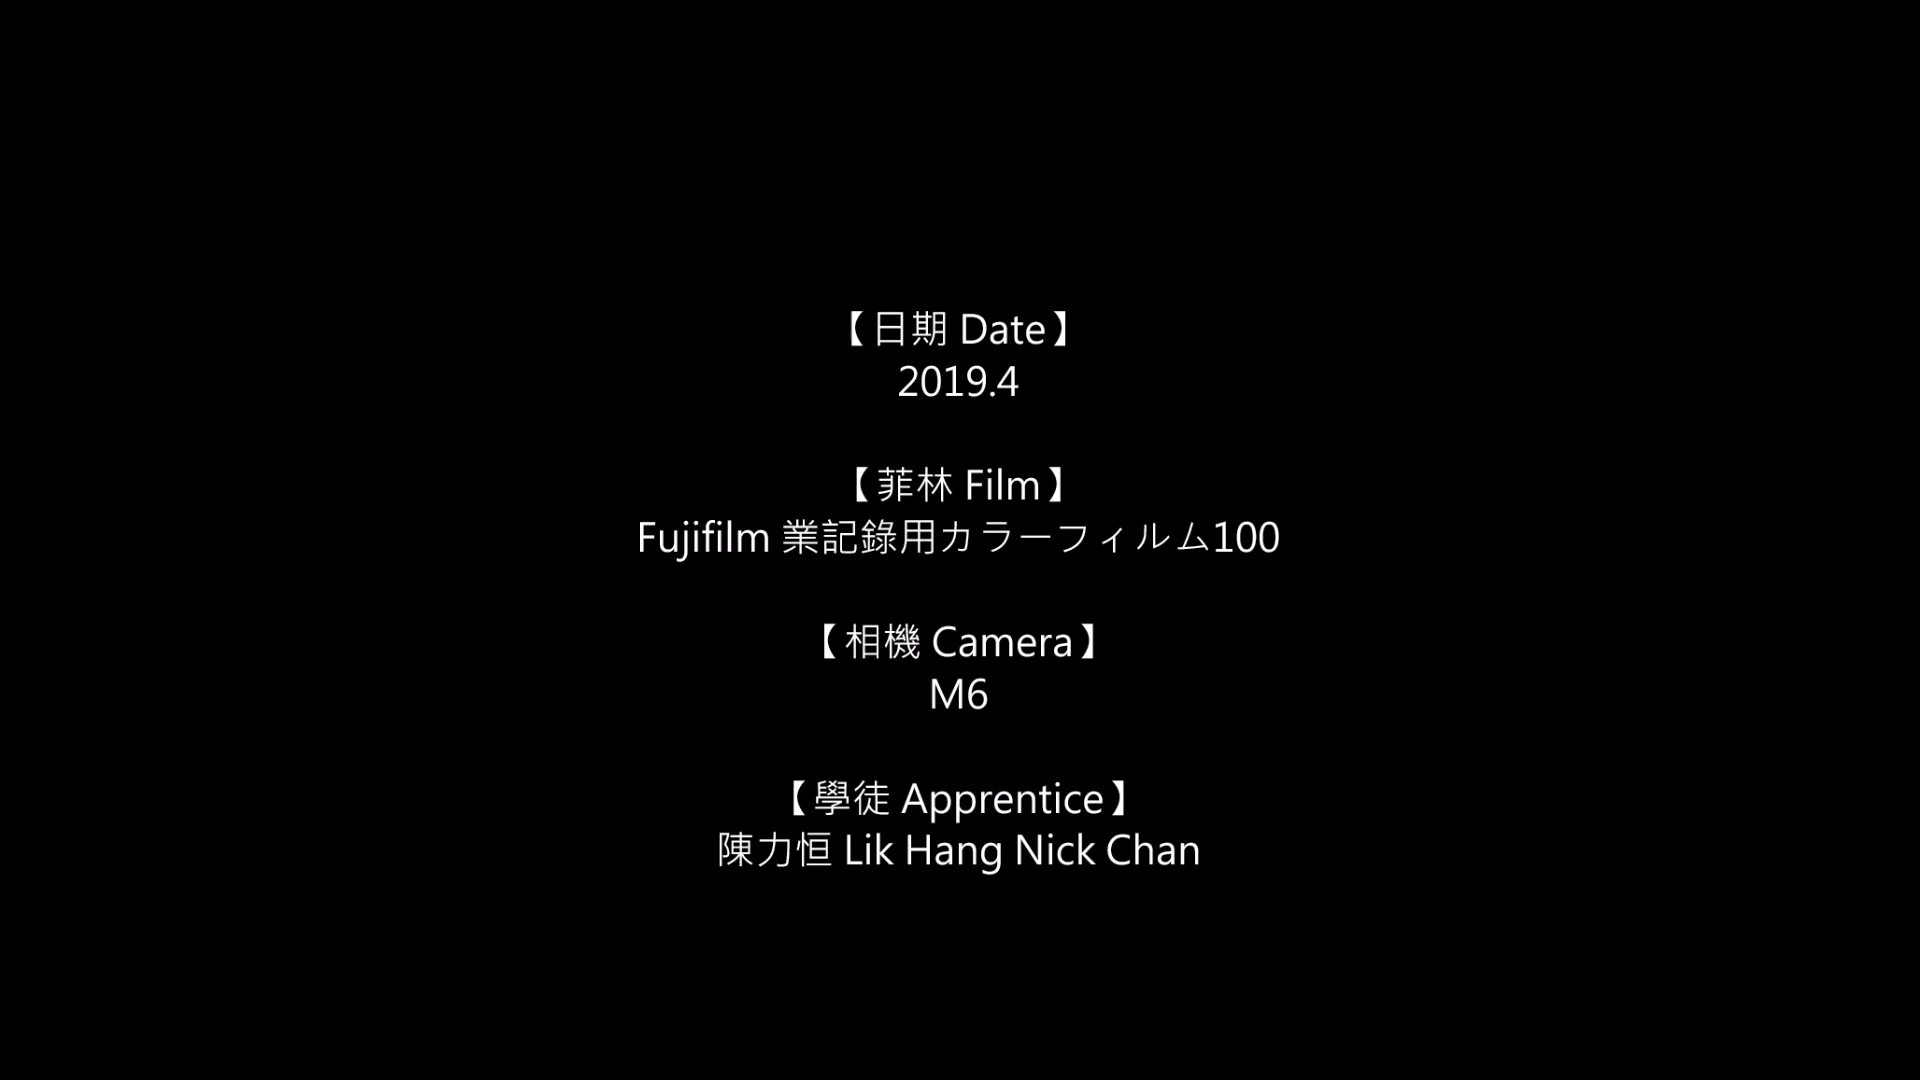 【日期 Date】
2019.4
【菲林 Film】
Fujifilm 業記錄用カラーフィルム100
【相機 Camera】
M6
【學徒 Apprentice】
陳力恒 Lik Hang Nick Chan